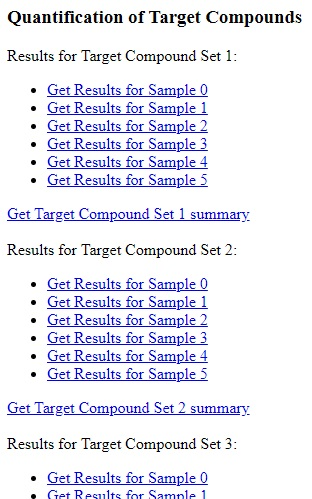 Quantification of Target Compounds
Results for Target Compound Set 1:
Get Results for Sample 0
Get Results for Sample 1
Get Results for Sample 2
Get Results for Sample 3
Get Results for Sample 4
Get Results for Sample 5
Get Target Compound Set 1 summary
Results for Target Compound Set 2:
Get Results for Sample 0
Get Results for Sample 1
Get Results for Sample 2
Get Results for Sample 3
Get Results for Sample 4
Get Results for Sample 5
Get Target Compound Set 2 summary
Results for Target Compound Set 3:
Get Results for Sample 0
Get Results for Sample 1